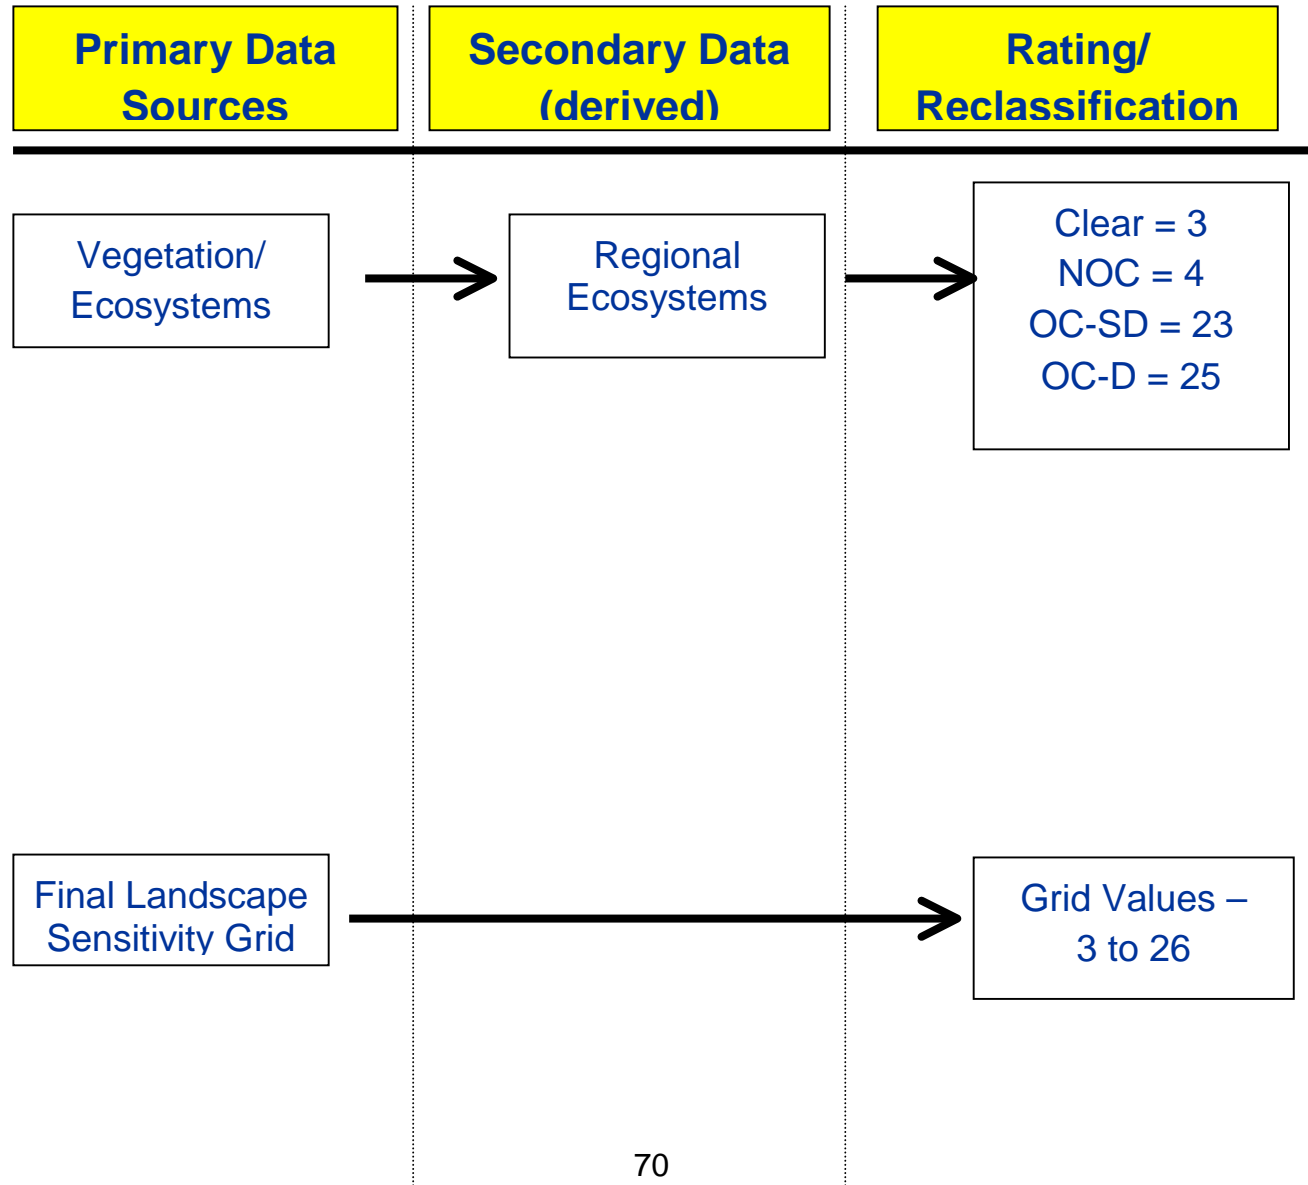 Primary Data
Sources
Secondary Data
(derived)
Rating/
Reclassification
Vegetation/
Ecosystems
Regional
Ecosystems
Clear = 3
NOC = 4
OC-SD = 23
OC-D = 25
Final Landscape
Sensitivity Grid
Grid Values –
3 to 26
70